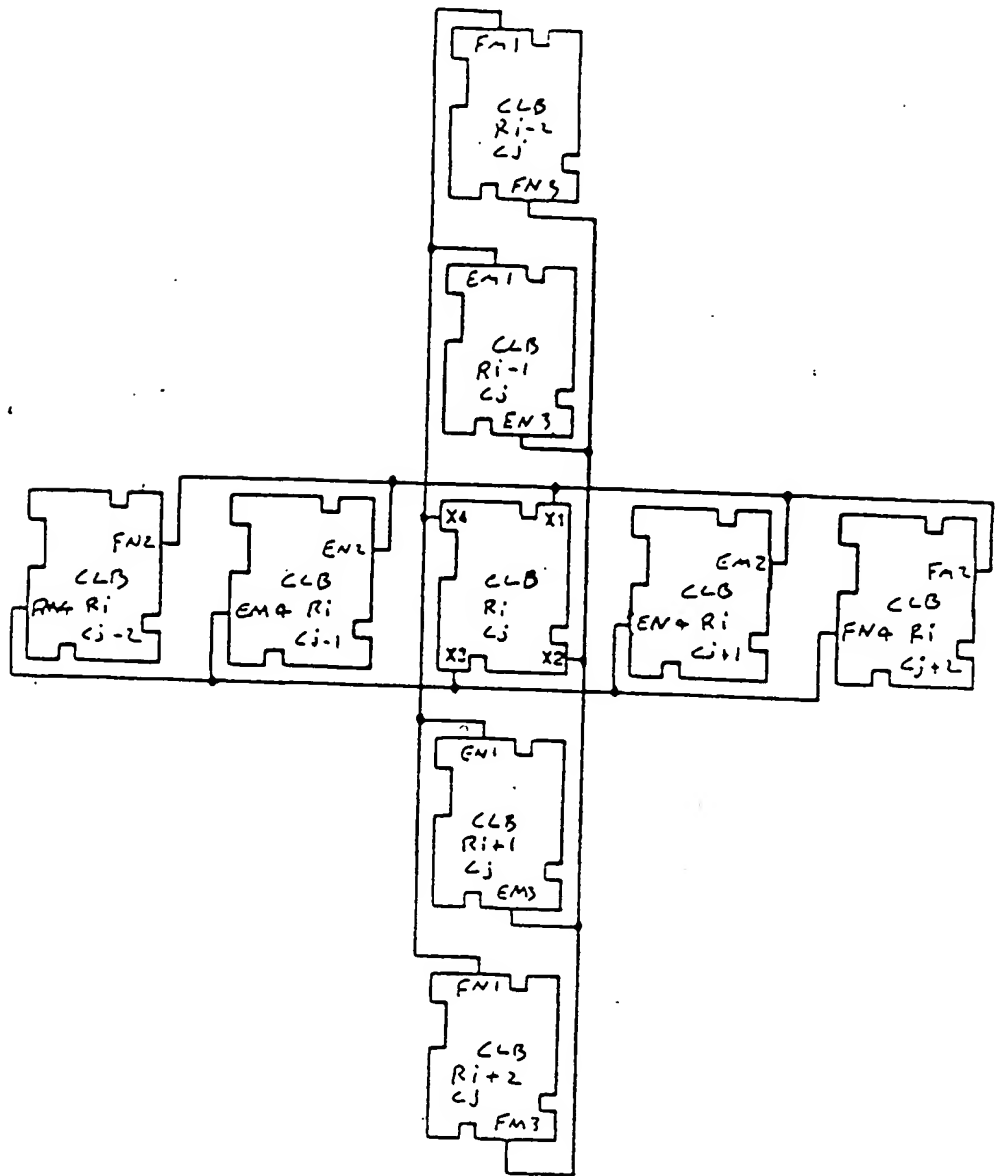 FM1
CLB
Ri-2
Cj
FN3
EM1
CLB
Ri-1
Cj
EN3
FN2
CLB
FM4 Ri
Cj-2
EN2
CLB
EM4 Ri
Cj-1
X4 X1
CLB
Ri
Cj
X3 X2
EM2
CLB
EN4 Ri
Cj+1
FM2
CLB
FN4 Ri
Cj+2
EN1
CLB
Ri+1
Cj
EM3
FN1
CLB
Ri+2
Cj
FM3